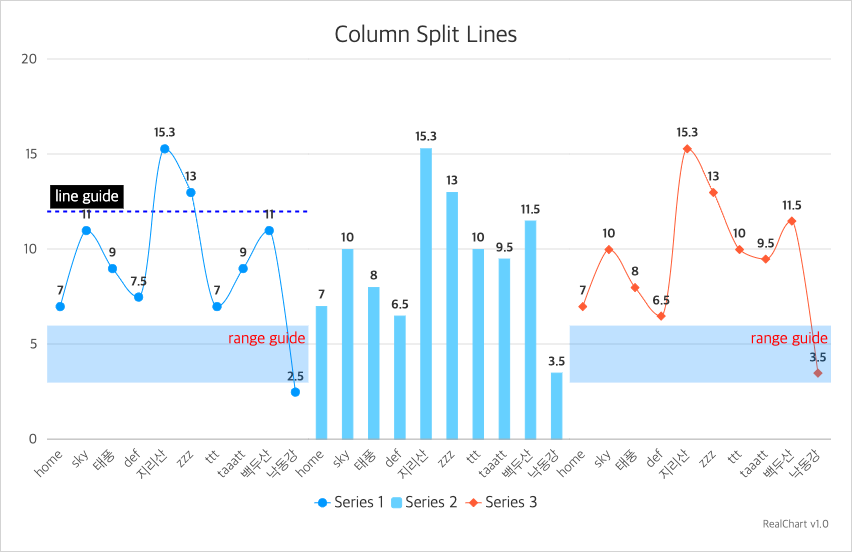 Column Split Lines
20
15
10
5
0
line guide
range guide
range guide
7
11
9
7.5
15.3
13
7
9
11
2.5
7
10
8
6.5
15.3
13
10
9.5
11.5
3.5
7
10
8
6.5
15.3
13
10
9.5
11.5
3.5
home
sky
태풍
def
지리산
zzz
ttt
taaatt
백두산
낙동강
home
sky
태풍
def
지리산
zzz
ttt
taaatt
백두산
낙동강
home
sky
태풍
def
지리산
zzz
ttt
taaatt
백두산
낙동강
Series 1 Series 2 Series 3
RealChart v1.0